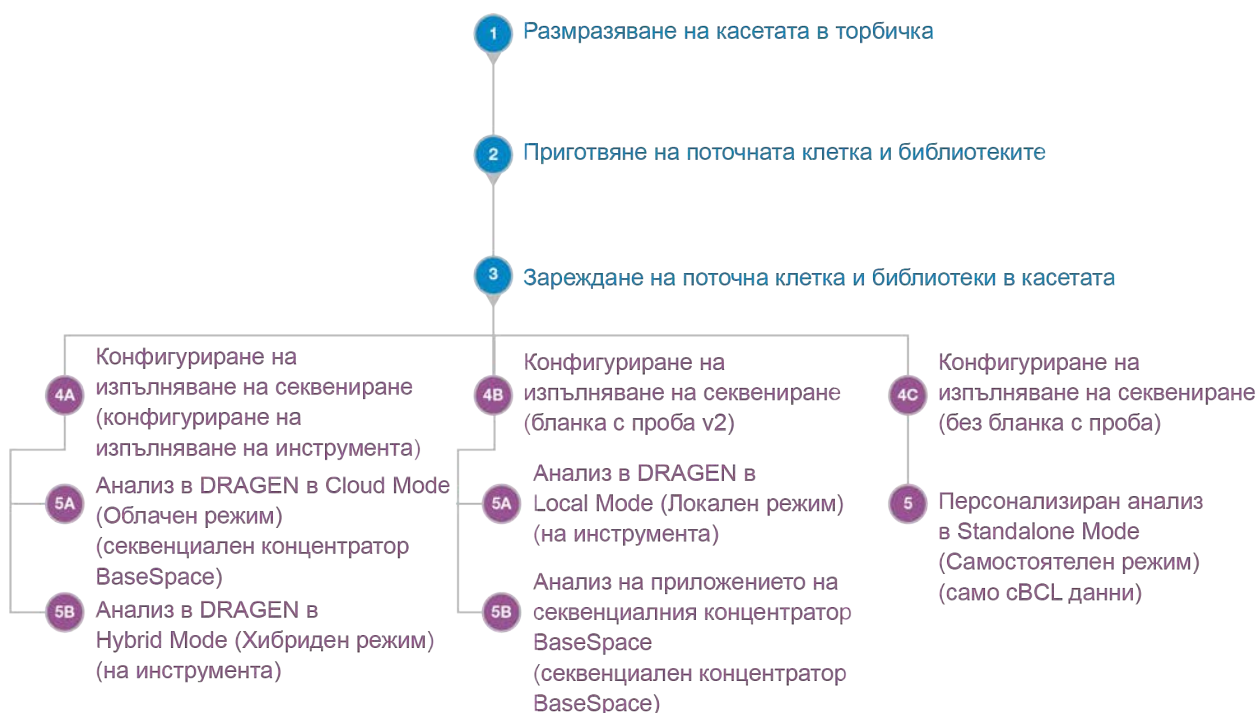 1
Размразяване на касетата в торбичка
2
Приготвяне на поточната клетка и библиотеките
3
Зареждане на поточна клетка и библиотеки в касетата
4A
Конфигуриране на
изпълняване на секвениране
(конфигуриране на
изпълняване на инструмента)
5A
Анализ в DRAGEN в Cloud Mode
(Облачен режим)
(секвенциален концентратор
BaseSpace)
5B
Анализ в DRAGEN в
Hybrid Mode (Хибриден режим)
(на инструмента)
4B
Конфигуриране на
изпълняване на секвениране
(бланка с проба v2)
5A
Анализ в DRAGEN в
Local Mode (Локален режим)
(на инструмента)
5B
Анализ на приложението на
секвенциалния концентратор
BaseSpace
(секвенциален концентратор
BaseSpace)
4C
Конфигуриране на
изпълняване на секвениране
(без бланка с проба)
5
Персонализиран анализ
в Standalone Mode
(Самостоятелен режим)
(само cBCL данни)